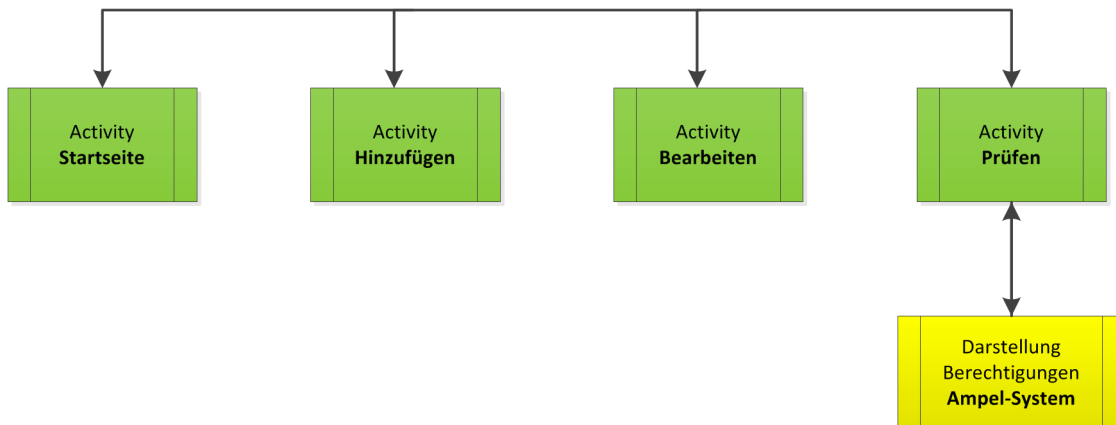 Activity
Startseite
Activity
Hinzufügen
Activity
Bearbeiten
Activity
Prüfen
Darstellung
Berechtigungen
Ampel-System